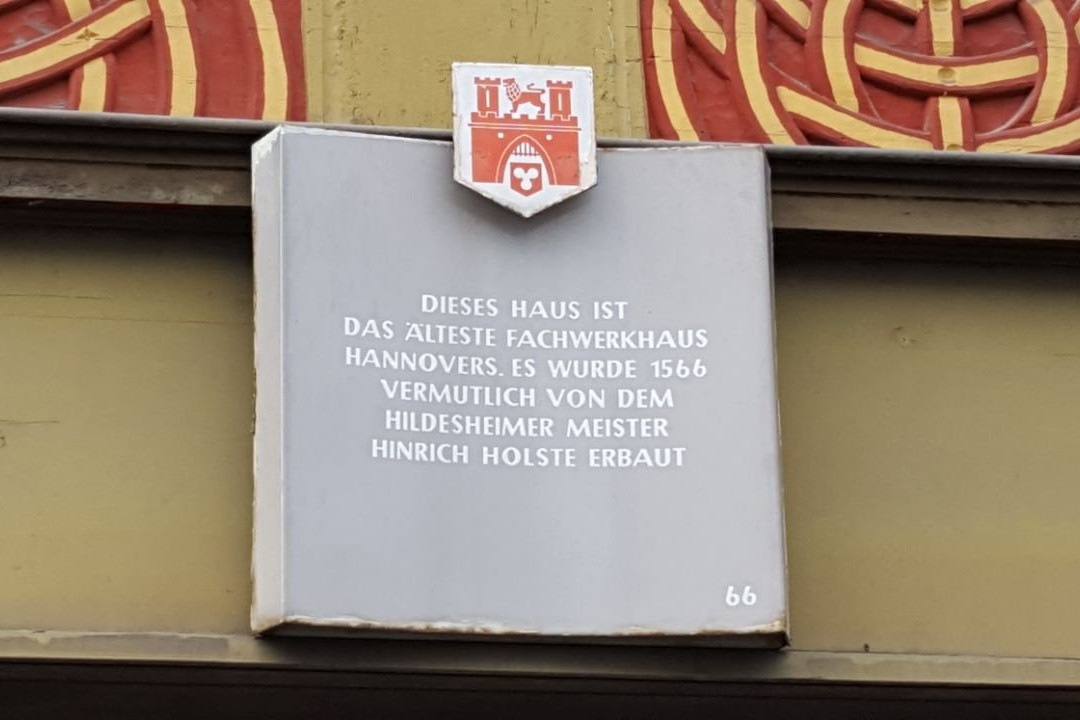 DIESES HAUS IST
DAS ÄLTESTE FACHWERKHAUS
HANNOVERS. ES WURDE 1566
VERMUTLICH VON DEM
HILDESHEIMER MEISTER
HINRICH HOLSTE ERBAUT
66